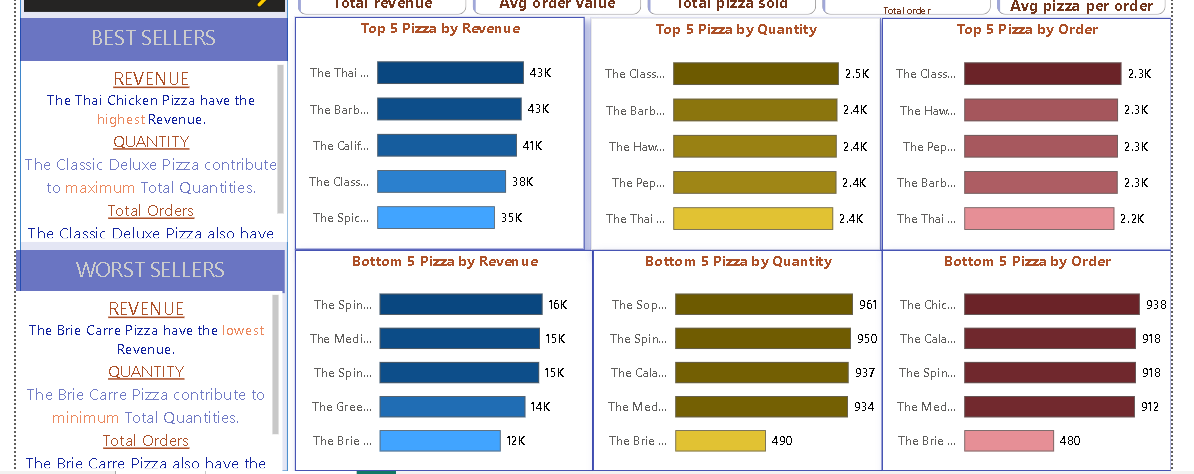 Total revenue
Avg order value
Total pizza sold
Total order
Avg pizza per order
BEST SELLERS
REVENUE
The Thai Chicken Pizza have the
highest Revenue.
QUANTITY
The Classic Deluxe Pizza contribute
to maximum Total Quantities.
Total Orders
The Classic Deluxe Pizza also have
Top 5 Pizza by Revenue
The Thai ... 43K
The Barb... 43K
The Calif... 41K
The Class... 38K
The Spic... 35K
Top 5 Pizza by Quantity
The Class... 2.5K
The Barb... 2.4K
The Haw... 2.4K
The Pep... 2.4K
The Thai ... 2.4K
Top 5 Pizza by Order
The Class... 2.3K
The Haw... 2.3K
The Pep... 2.3K
The Barb... 2.3K
The Thai ... 2.2K
WORST SELLERS
REVENUE
The Brie Carre Pizza have the lowest
Revenue.
QUANTITY
The Brie Carre Pizza contribute to
minimum Total Quantities.
Total Orders
The Brie Carre Pizza also have the
Bottom 5 Pizza by Revenue
The Spin... 16K
The Medi... 15K
The Spin... 15K
The Gree... 14K
The Brie ... 12K
Bottom 5 Pizza by Quantity
The Sop... 961
The Spin... 950
The Cala... 937
The Med... 934
The Brie ... 490
Bottom 5 Pizza by Order
The Chic... 938
The Cala... 918
The Spin... 918
The Med... 912
The Brie ... 480